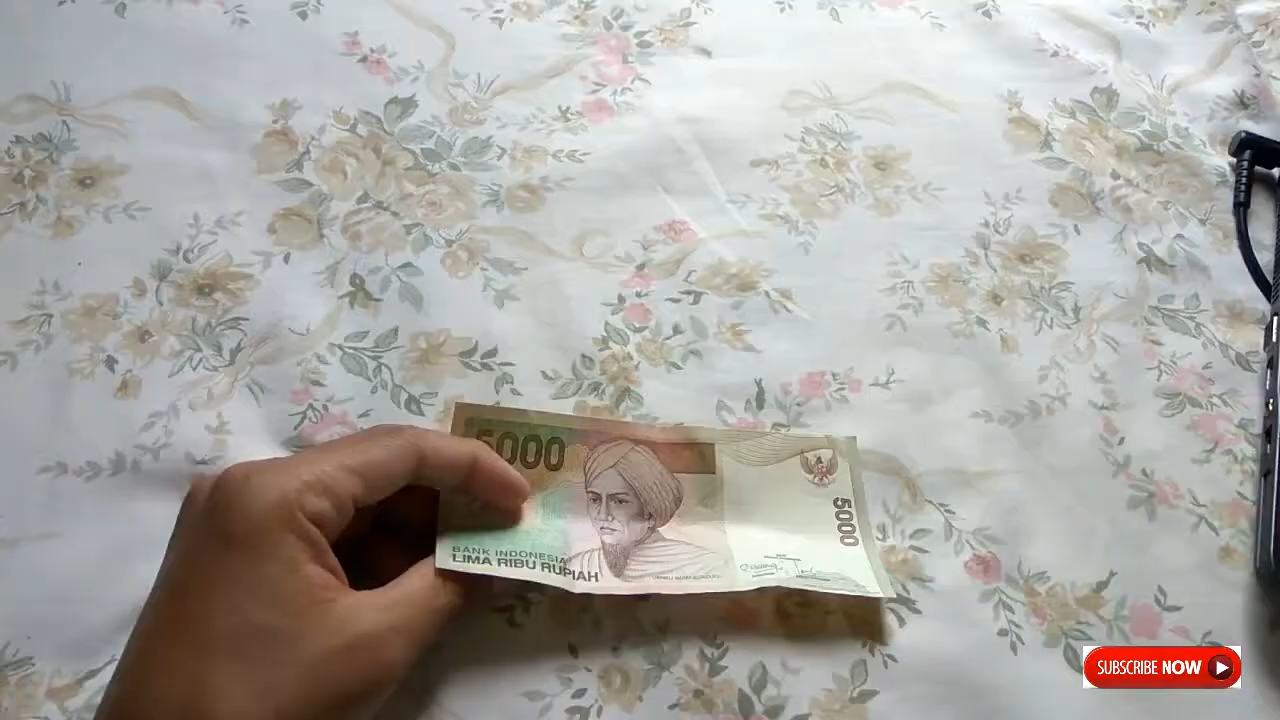 5000
BANK INDONESIA
LIMA RIBU RUPIAH
5000
SUBSCRIBE NOW